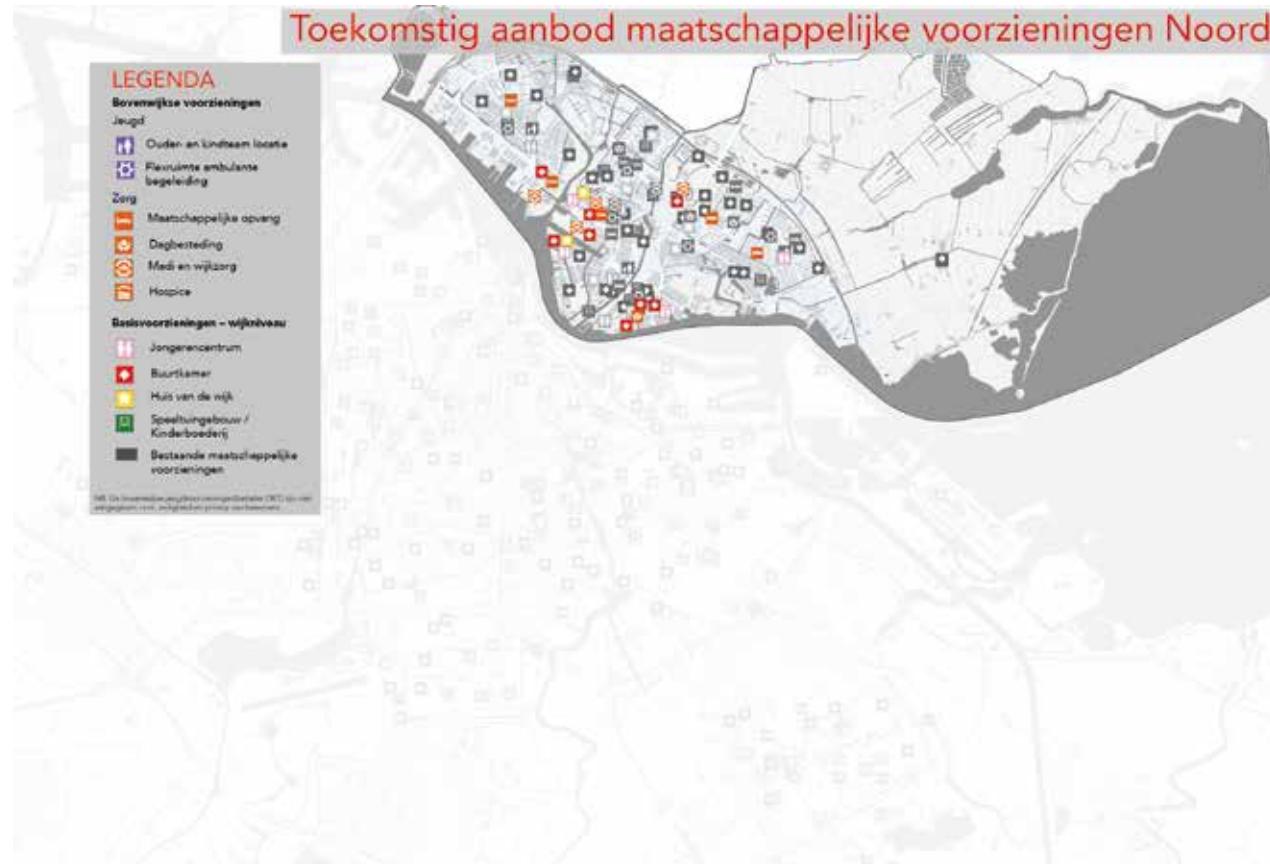 Toekomstig aanbod maatschappelijke voorzieningen Noord
LEGENDA
Bovenwijkse voorzieningen
Jeugd
Ouder- en kindteam locatie
Flexruimte ambulante
begeleiding
Zorg
Maatschappelijke opvang
Dagbesteding
Medi en wijkzorg
Hospice
Basisvoorzieningen – wijkniveau
Jongerencentrum
Buurtkamer
Huis van de wijk
Speeltuingebouw /
Kinderboederij
Bestaande maatschappelijke
voorzieningen